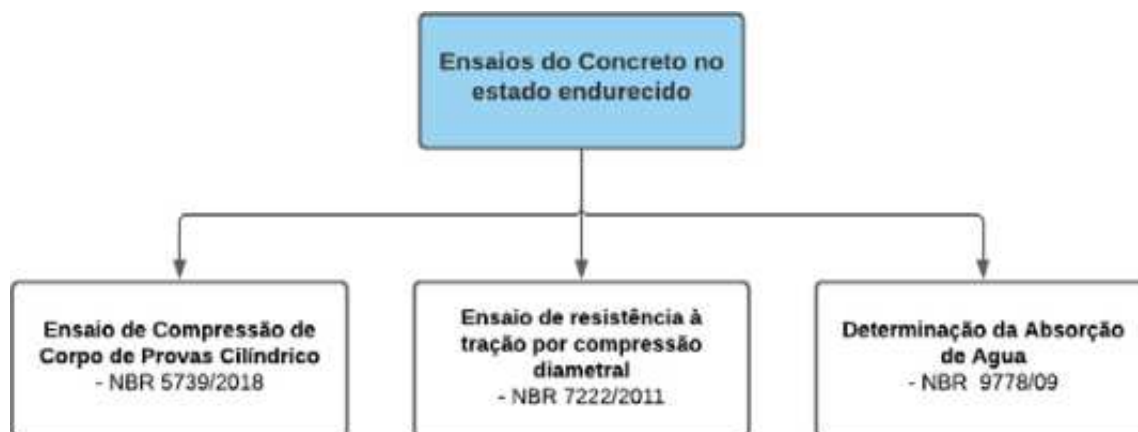 Ensaios do Concreto no
estado endurecido
Ensaio de Compressão de
Corpo de Provas Cilíndrico
- NBR 5739/2018
Ensaio de resistência à
tração por compressão
diametral
- NBR 7222/2011
Determinação da Absorção
de Agua
- NBR 9778/09